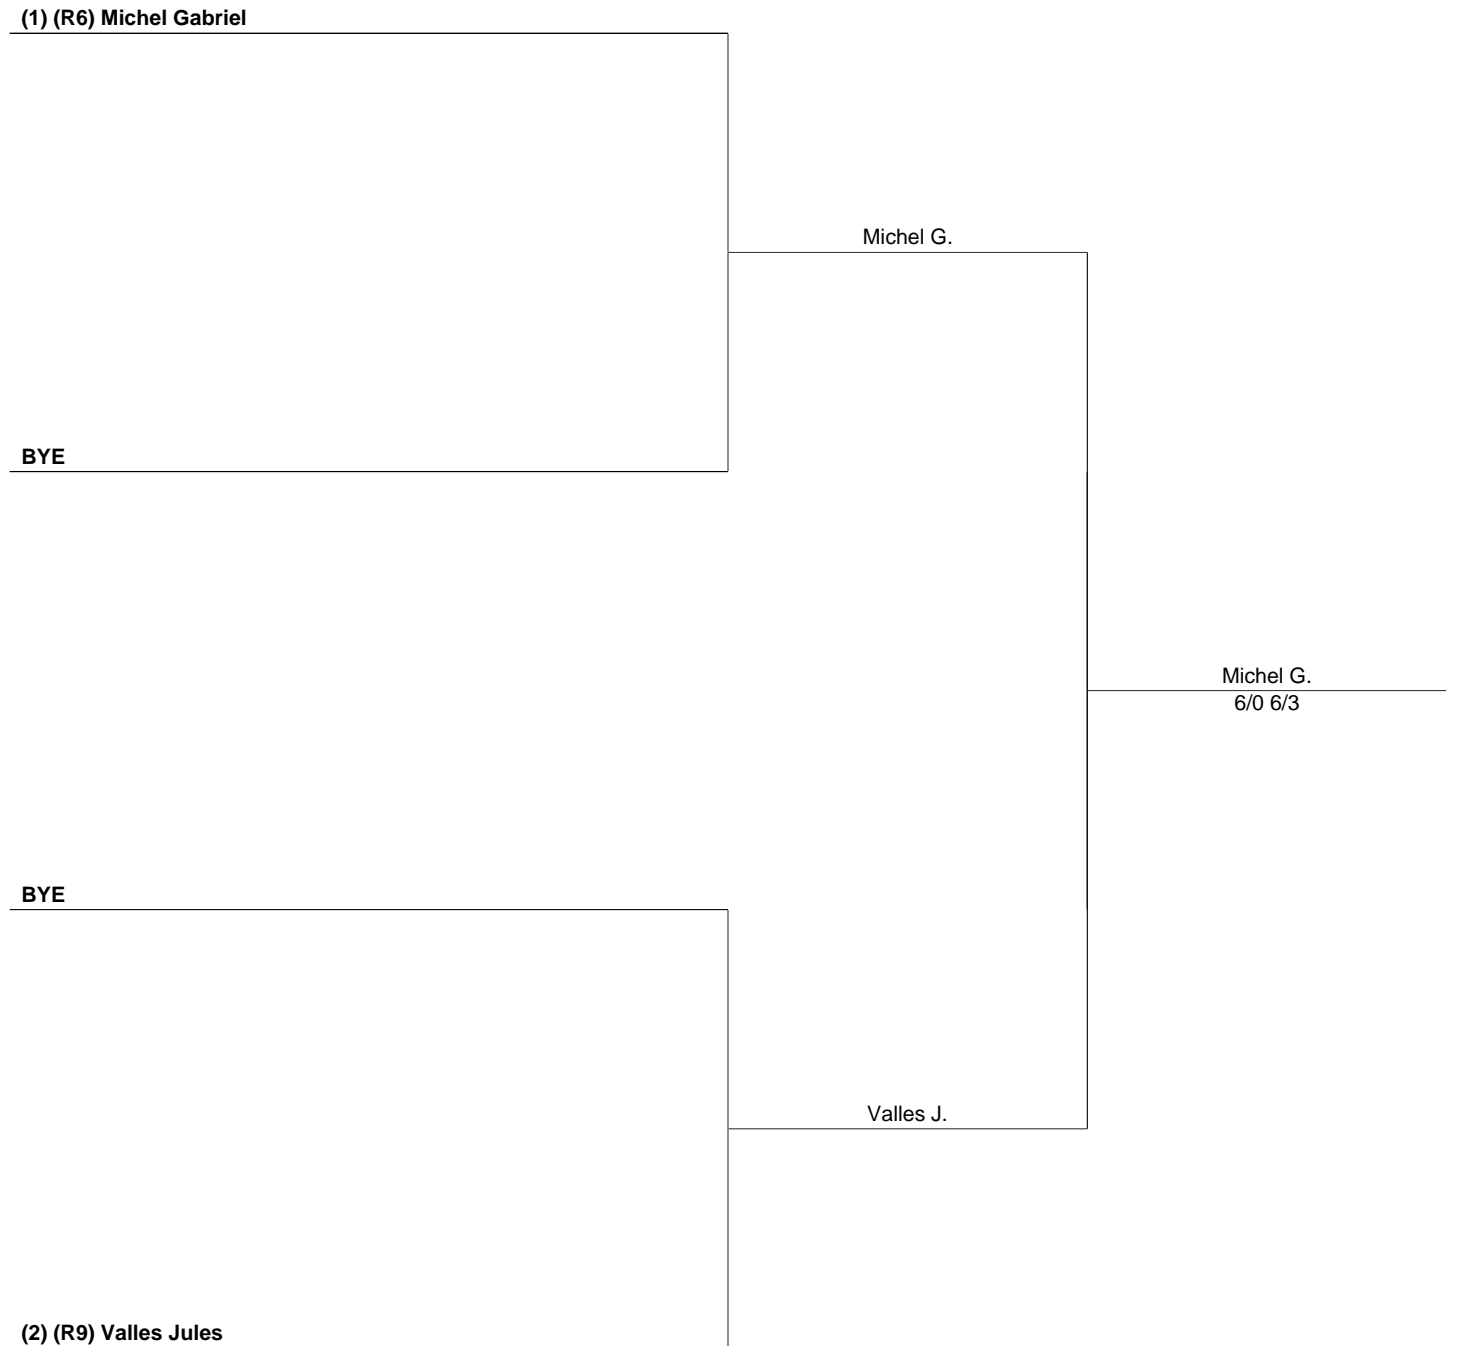 (1) (R6) Michel Gabriel
Michel G.
BYE
Michel G.
6/0 6/3
BYE
Valles J.
(2) (R9) Valles Jules